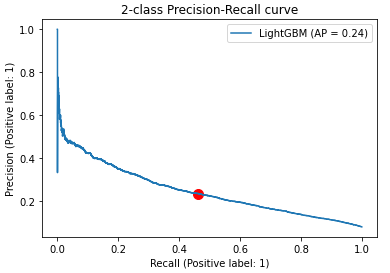 2-class Precision-Recall curve
LightGBM (AP = 0.24)
Precision (Positive label: 1)
1.0
0.8
0.6
0.4
0.2
0.0 0.2 0.4 0.6 0.8 1.0
Recall (Positive label: 1)